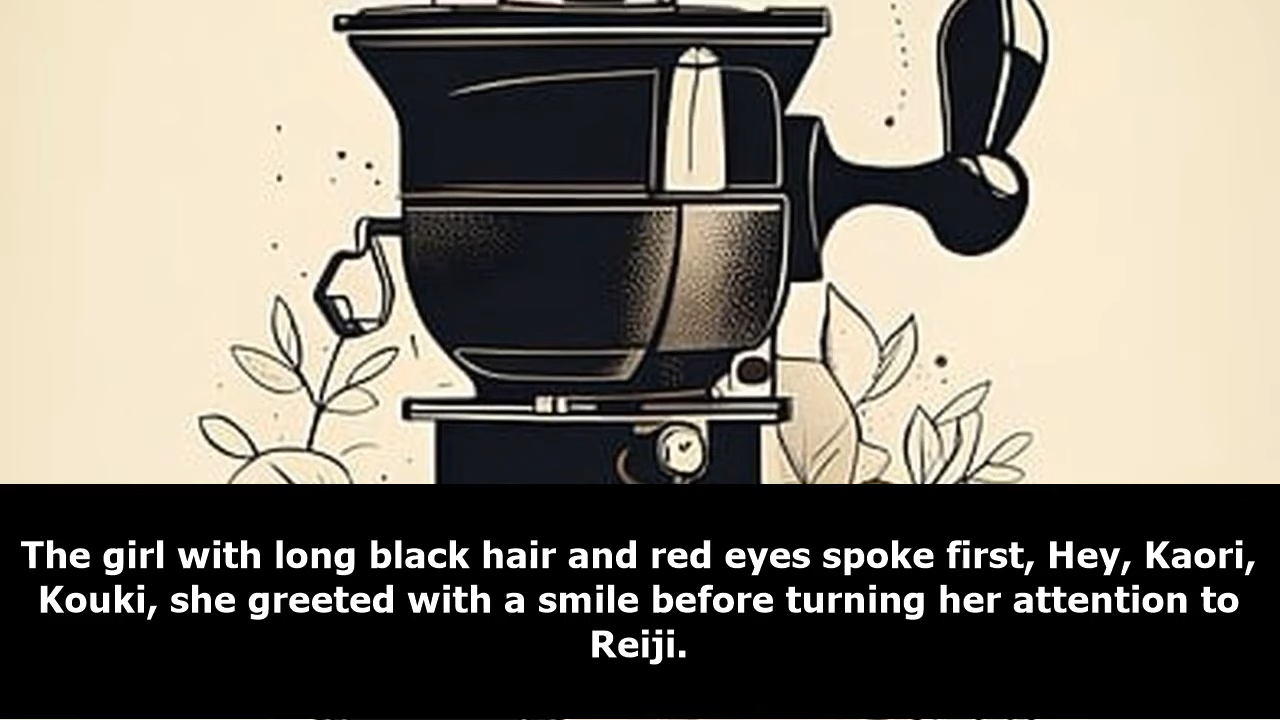 The girl with long black hair and red eyes spoke first, Hey, Kaori,
Kouki, she greeted with a smile before turning her attention to
Reiji.